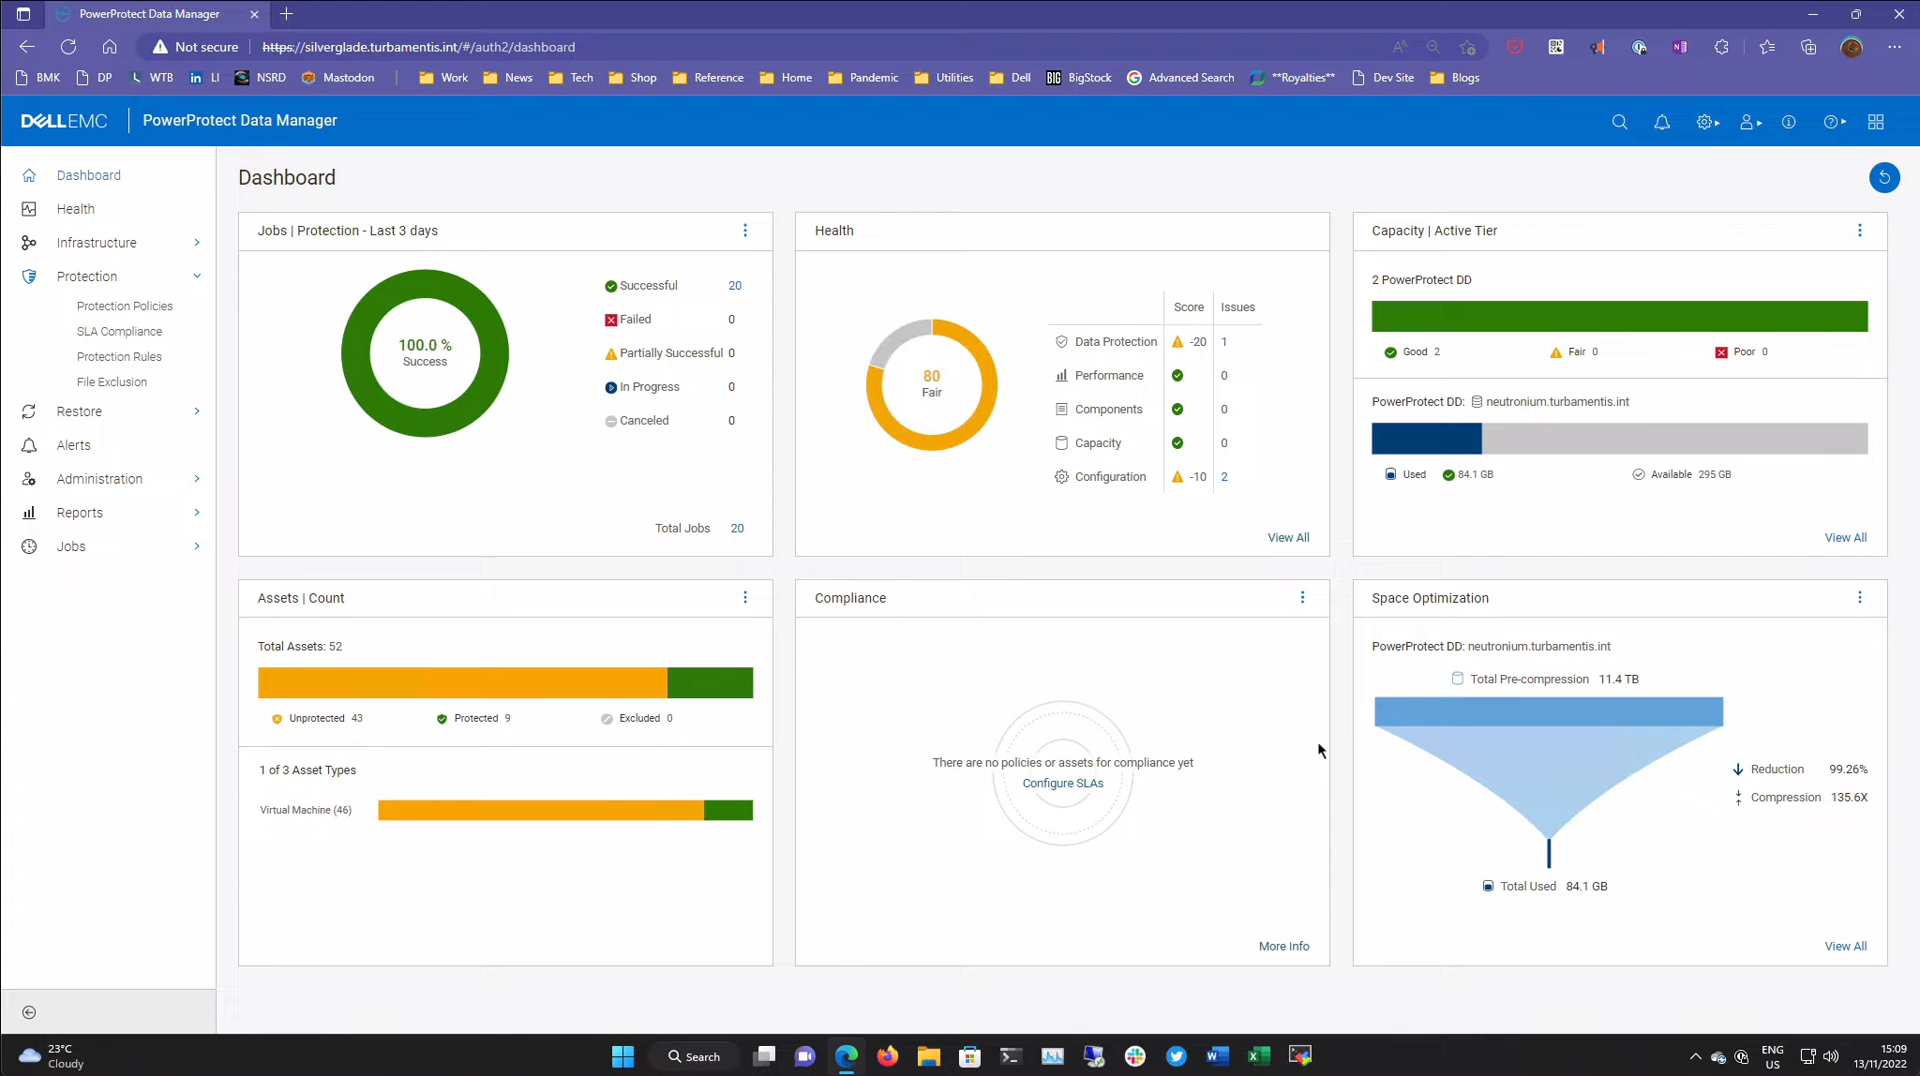 PowerProtect Data Manager
Not secure
https://silverglade.turbamentis.int/#/auth2/dashboard
BMK
DP
WTB
LI
NSRD
Mastodon
Work
News
Tech
Shop
Reference
Home
Pandemic
Utilities
Dell
BIG
BigStock
Advanced Search
**Royalties**
Dev Site
Blogs
DELLEMC
PowerProtect Data Manager
Dashboard
Health
Infrastructure
Protection
Protection Policies
SLA Compliance
Protection Rules
File Exclusion
Restore
Alerts
Administration
Reports
Jobs
Dashboard
Jobs | Protection - Last 3 days
100.0 %
Success
Successful 20
Failed 0
Partially Successful 0
In Progress 0
Canceled 0
Total Jobs 20
Health
80
Fair
Score Issues
Data Protection -20 1
Performance 0
Components 0
Capacity 0
Configuration -10 2
View All
Capacity | Active Tier
2 PowerProtect DD
Good 2 Fair 0 Poor 0
PowerProtect DD: neutronium.turbamentis.int
Used 84.1 GB Available 295 GB
View All
Assets | Count
Total Assets: 52
Unprotected 43 Protected 9 Excluded 0
1 of 3 Asset Types
Virtual Machine (46)
Compliance
There are no policies or assets for compliance yet
Configure SLAs
More Info
Space Optimization
PowerProtect DD: neutronium.turbamentis.int
Total Pre-compression 11.4 TB
Reduction 99.26%
Compression 135.6X
Total Used 84.1 GB
View All
23°C
Cloudy
Search
ENG
US
15:09
13/11/2022